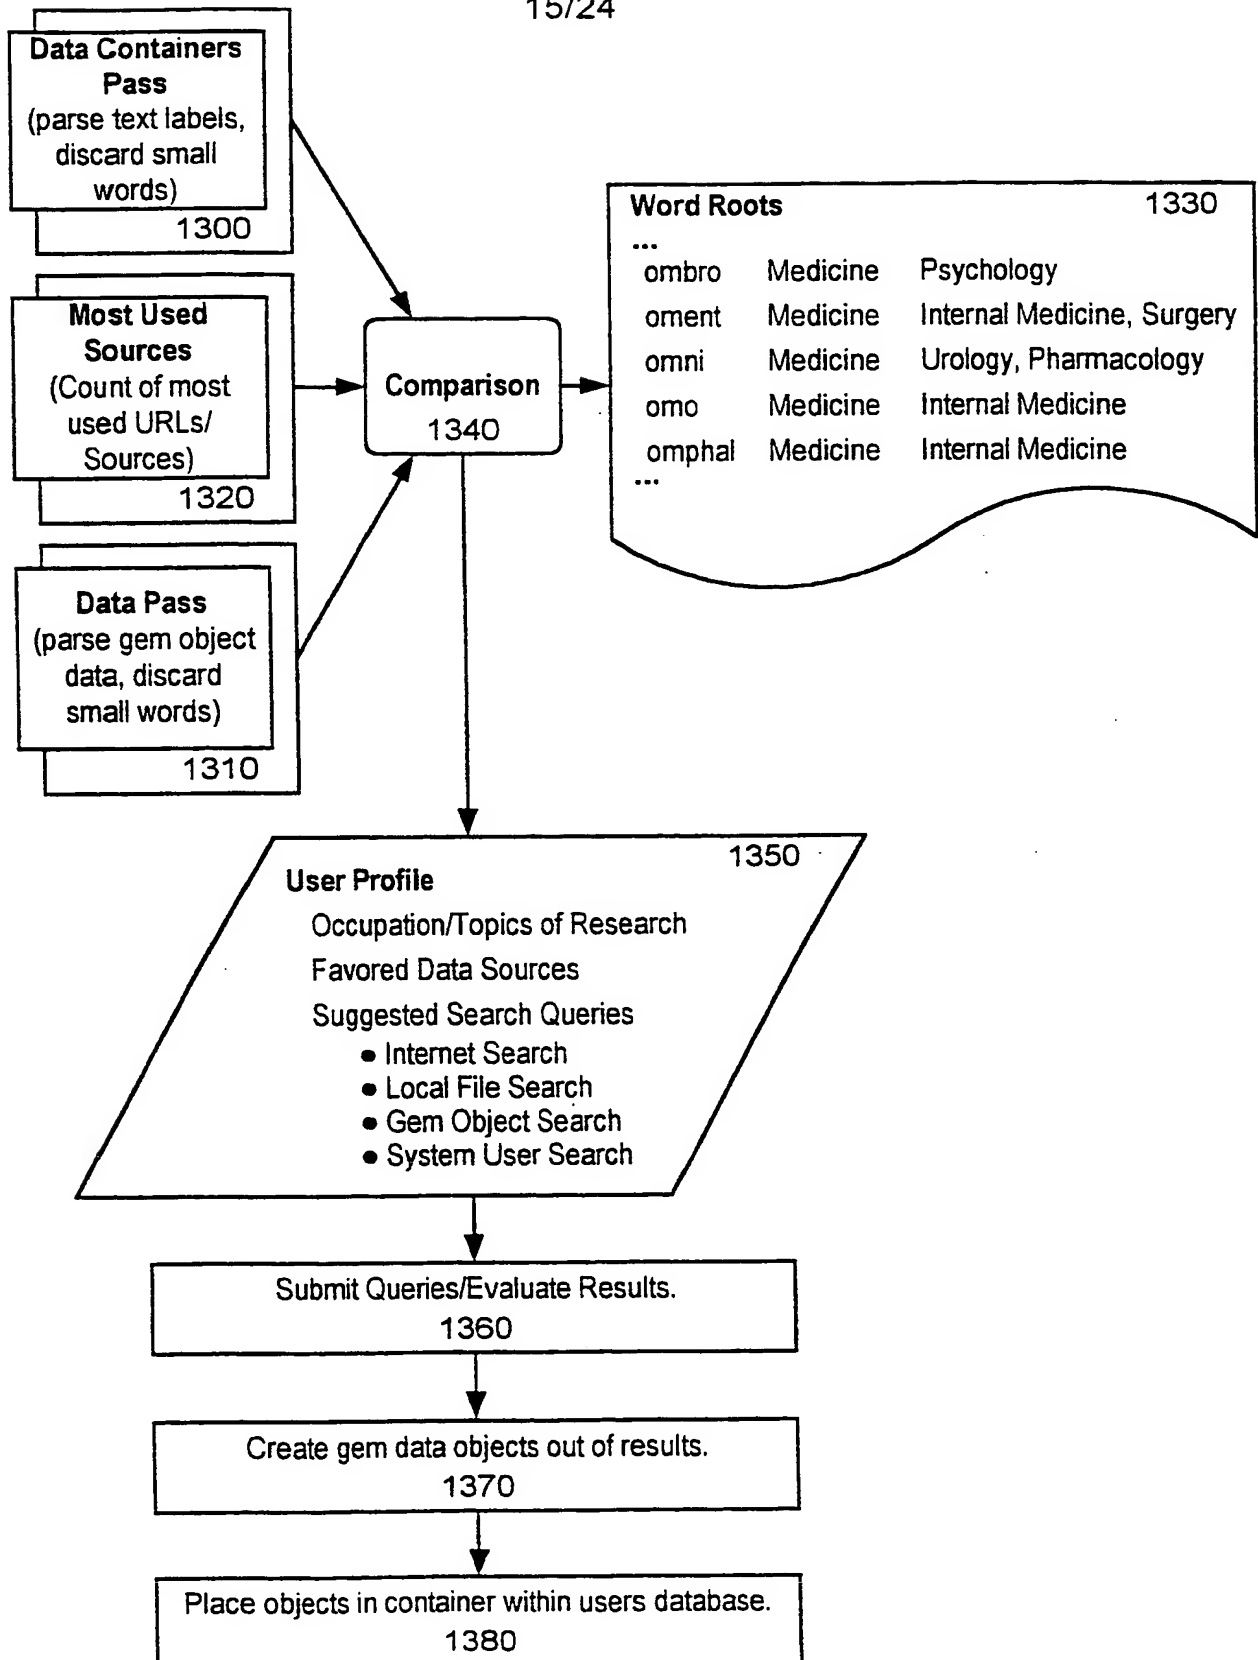 15/24
Data Containers
Pass
(parse text labels,
discard small
words)
1300
Most Used
Sources
(Count of most
used URLs/
Sources)
1320
Data Pass
(parse gem object
data, discard
small words)
1310
Comparison
1340
Word Roots 1330
...
ombro Medicine Psychology
oment Medicine Internal Medicine, Surgery
omni Medicine Urology, Pharmacology
omo Medicine Internal Medicine
omphal Medicine Internal Medicine
...
1350
User Profile
Occupation/Topics of Research
Favored Data Sources
Suggested Search Queries
• Internet Search
• Local File Search
• Gem Object Search
• System User Search
Submit Queries/Evaluate Results.
1360
Create gem data objects out of results.
1370
Place objects in container within users database.
1380